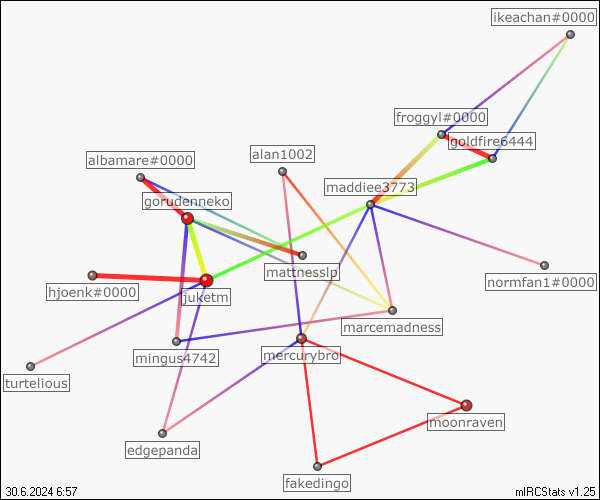 ikeachan#0000
froggyl#0000
goldfire6444
alan1002
albamare#0000
maddiee3773
gorudenneko
mattnesslp
normfan1#0000
hjoenk#0000
juketm
marcemadness
mingus4742
mercurybro
turtelious
moonraven
edgepanda
fakedingo
30.6.2024 6:57
mIRCStats v1.25